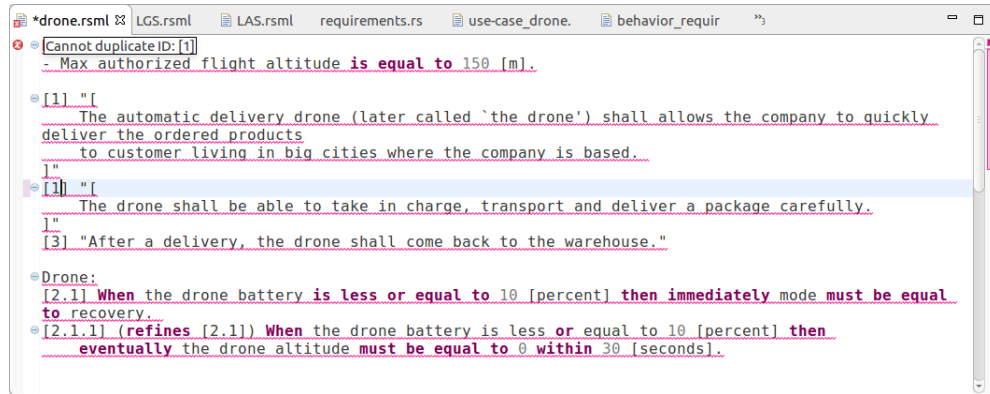 *drone.rsml LGS.rsml LAS.rsml requirements.rs use-case_drone. behavior_requir »3
Cannot duplicate ID: [1]
- Max authorized flight altitude is equal to 150 [m].
[1] "[
The automatic delivery drone (later called `the drone') shall allows the company to quickly
deliver the ordered products
to customer living in big cities where the company is based.
]"
[1] "[
The drone shall be able to take in charge, transport and deliver a package carefully.
]"
[3] "After a delivery, the drone shall come back to the warehouse."
Drone:
[2.1] When the drone battery is less or equal to 10 [percent] then immediately mode must be equal
to recovery.
[2.1.1] (refines [2.1]) When the drone battery is less or equal to 10 [percent] then
eventually the drone altitude must be equal to 0 within 30 [seconds].